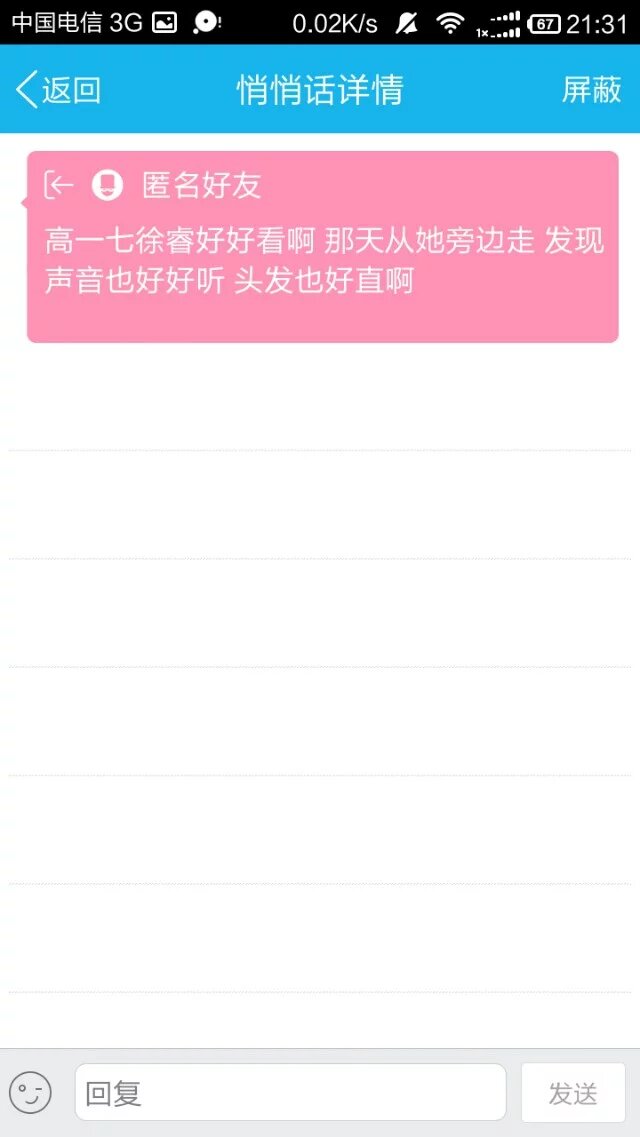 中国电信 3G 0.02K/s 1x 67 21:31
返回 悄悄话详情 屏蔽
匿名好友
高一七徐睿好好看啊 那天从她旁边走 发现
声音也好好听 头发也好直啊
回复 发送